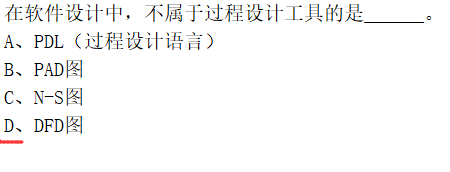 在软件设计中，不属于过程设计工具的是______。
A、PDL（过程设计语言）
B、PAD图
C、N-S图
D、DFD图